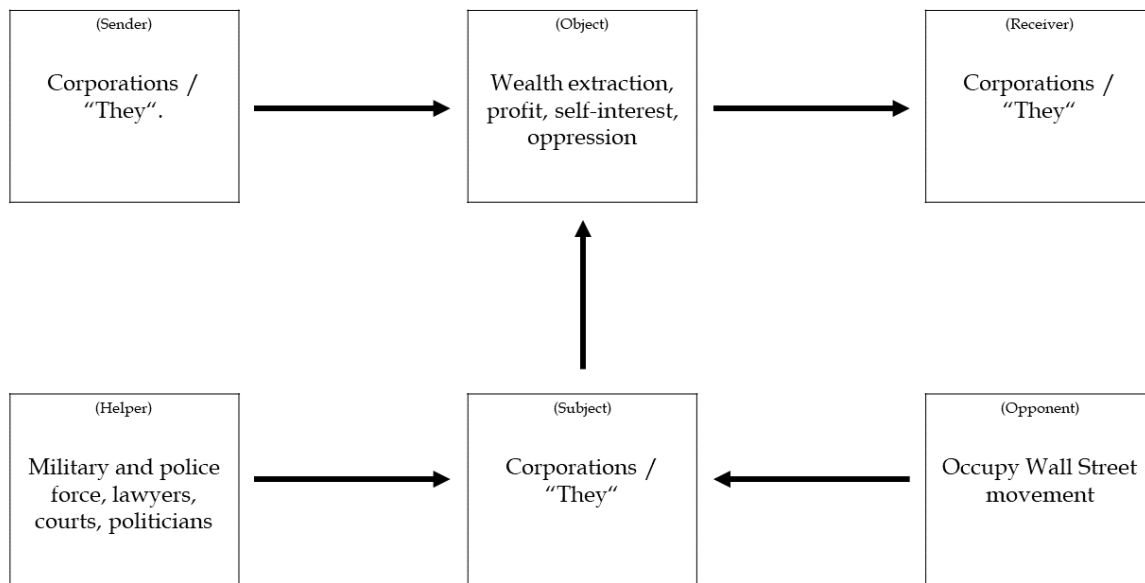 (Sender)
Corporations /
“They“.
(Object)
Wealth extraction,
profit, self-interest,
oppression
(Receiver)
Corporations /
“They“
(Helper)
Military and police
force, lawyers,
courts, politicians
(Subject)
Corporations /
“They“
(Opponent)
Occupy Wall Street
movement